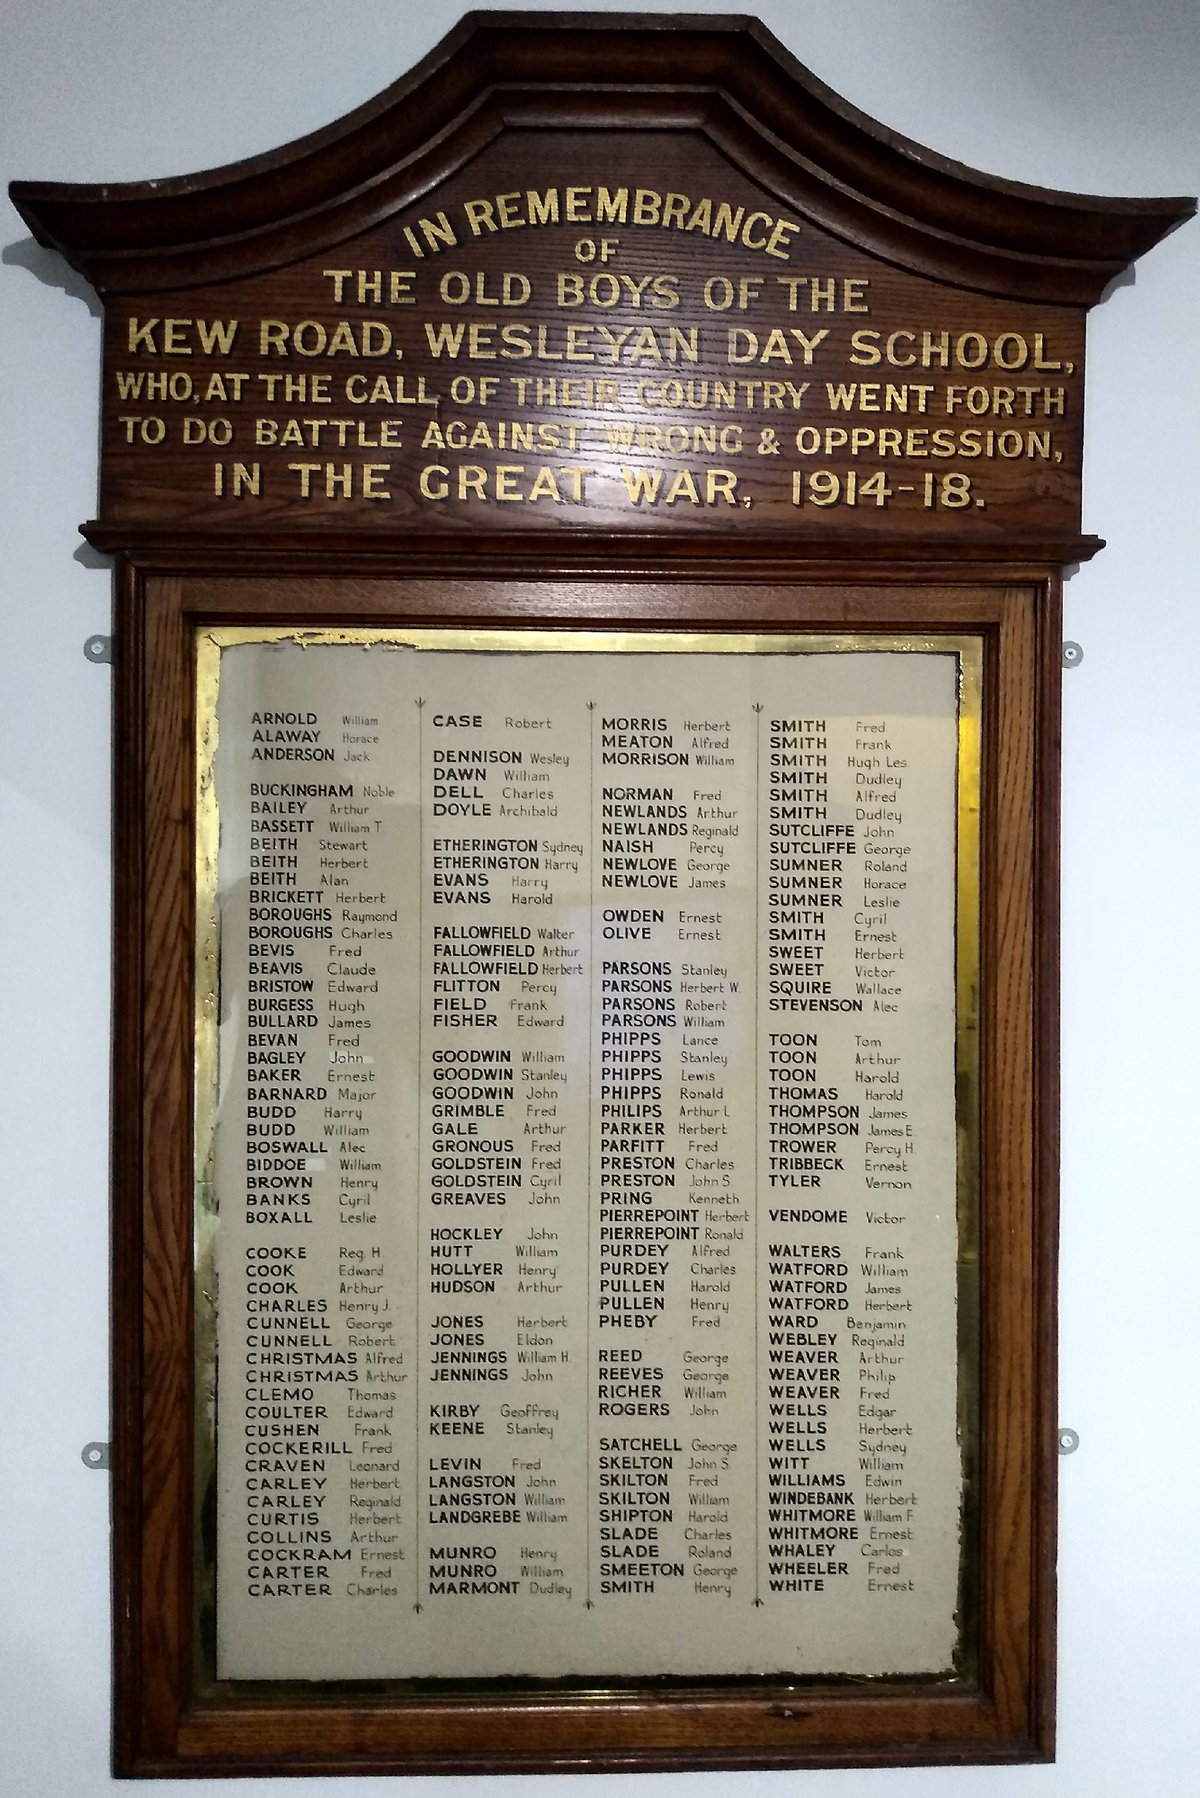 IN REMEMBRANCE
OF
THE OLD BOYS OF THE
KEW ROAD, WESLEYAN DAY SCHOOL,
WHO, AT THE CALL OF THEIR COUNTRY WENT FORTH
TO DO BATTLE AGAINST WRONG & OPPRESSION,
IN THE GREAT WAR, 1914-18.
ARNOLD William
ALAWAY Horace
ANDERSON Jack
BUCKINGHAM Noble
BAILEY Arthur
BASSETT William T.
BEITH Stewart
BEITH Herbert
BEITH Alan
BRICKETT Herbert
BOROUGHS Raymond
BOROUGHS Charles
BEVIS Fred
BEAVIS Claude
BRISTOW Edward
BURGESS Hugh
BULLARD James
BEVAN Fred
BAGLEY John
BAKER Ernest
BARNARD Major
BUDD Harry
BUDD William
BOSWALL Alec
BIDDOE William
BROWN Henry
BANKS Cyril
BOXALL Leslie
COOKE Reg. H.
COOK Edward
COOK Arthur
CHARLES Henry J.
CUNNELL George
CUNNELL Robert
CHRISTMAS Alfred
CHRISTMAS Arthur
CLEMO Thomas
COULTER Edward
CUSHEN Frank
COCKERILL Fred
CRAVEN Leonard
CARLEY Herbert
CARLEY Reginald
CURTIS Herbert
COLLINS Arthur
COCKRAM Ernest
CARTER Fred
CARTER Charles
CASE Robert
DENNISON Wesley
DAWN William
DELL Charles
DOYLE Archibald
ETHERINGTON Sydney
ETHERINGTON Harry
EVANS Harry
EVANS Harold
FALLOWFIELD Walter
FALLOWFIELD Arthur
FALLOWFIELD Herbert
FLITTON Percy
FIELD Frank
FISHER Edward
GOODWIN William
GOODWIN Stanley
GOODWIN John
GRIMBLE Fred
GALE Arthur
GRONOUS Fred
GOLDSTEIN Fred
GOLDSTEIN Cyril
GREAVES John
HOCKLEY John
HUTT William
HOLLYER Henry
HUDSON Arthur
JONES Herbert
JONES Eldon
JENNINGS William H.
JENNINGS John
KIRBY Geoffrey
KEENE Stanley
LEVIN Fred
LANGSTON John
LANGSTON William
LANDGREBE William
MUNRO Henry
MUNRO William
MARMONT Dudley
MORRIS Herbert
MEATON Alfred
MORRISON William
NORMAN Fred
NEWLANDS Arthur
NEWLANDS Reginald
NAISH Percy
NEWLOVE George
NEWLOVE James
OWDEN Ernest
OLIVE Ernest
PARSONS Stanley
PARSONS Herbert W.
PARSONS Robert
PARSONS William
PHIPPS Lance
PHIPPS Stanley
PHIPPS Lewis
PHIPPS Ronald
PHILIPS Arthur L
PARKER Herbert
PARFITT Fred
PRESTON Charles
PRESTON John S.
PRING Kenneth
PIERREPOINT Herbert
PIERREPOINT Ronald
PURDEY Alfred
PURDEY Charles
PULLEN Harold
PULLEN Henry
PHEBY Fred
REED George
REEVES George
RICHER William
ROGERS John
SATCHELL George
SKELTON John S.
SKILTON Fred
SKILTON William
SHIPTON Harold
SLADE Charles
SLADE Roland
SMEETON George
SMITH Henry
SMITH Fred
SMITH Frank
SMITH Hugh Les.
SMITH Dudley
SMITH Alfred
SMITH Dudley
SUTCLIFFE John
SUTCLIFFE George
SUMNER Roland
SUMNER Horace
SUMNER Leslie
SMITH Cyril
SMITH Ernest
SWEET Herbert
SWEET Victor
SQUIRE Wallace
STEVENSON Alec
TOON Tom
TOON Arthur
TOON Harold
THOMAS Harold
THOMPSON James
THOMPSON James E.
TROWER Percy H.
TRIBBECK Ernest
TYLER Vernon
VENDOME Victor
WALTERS Frank
WATFORD William
WATFORD James
WATFORD Herbert
WARD Benjamin
WEBLEY Reginald
WEAVER Arthur
WEAVER Philip
WEAVER Fred
WELLS Edgar
WELLS Herbert
WELLS Sydney
WITT William
WILLIAMS Edwin
WINDEBANK Herbert
WHITMORE William F.
WHITMORE Ernest
WHALEY Carlos
WHEELER Fred
WHITE Ernest